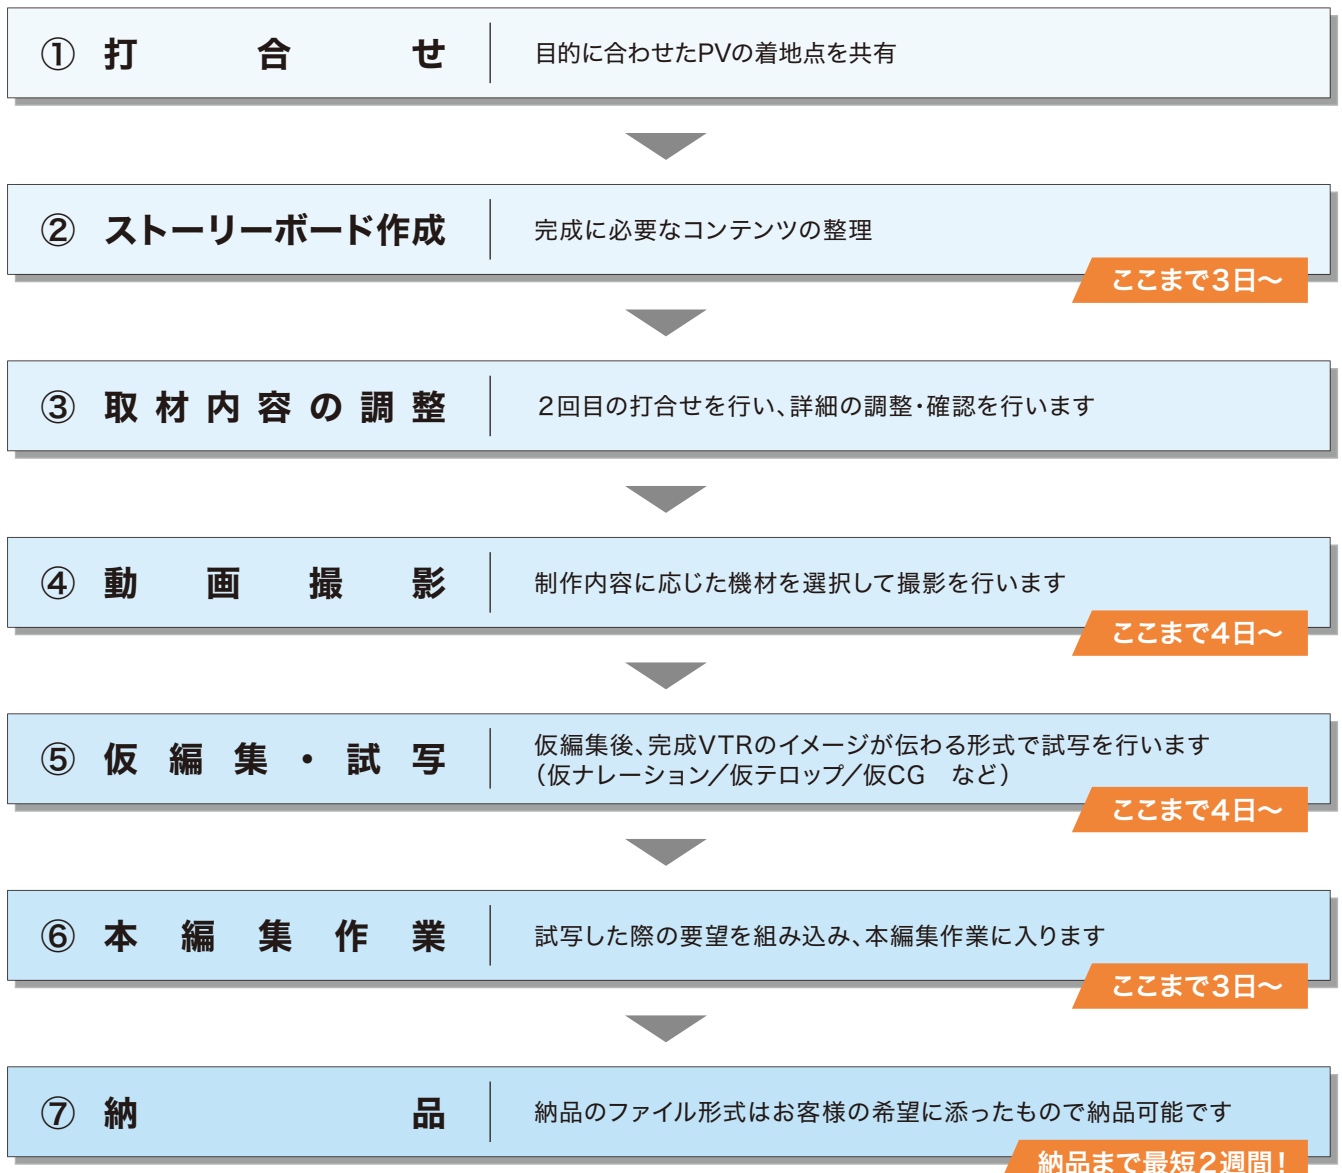 ① 打合せ 目的に合わせたPVの着地点を共有
② ストーリーボード作成 完成に必要なコンテンツの整理
ここまで3日～
③ 取材内容の調整 2回目の打合せを行い、詳細の調整・確認を行います
④ 動画撮影 制作内容に応じた機材を選択して撮影を行います
ここまで4日～
⑤ 仮編集・試写 仮編集後、完成VTRのイメージが伝わる形式で試写を行います
（仮ナレーション／仮テロップ／仮CG　など）
ここまで4日～
⑥ 本編集作業 試写した際の要望を組み込み、本編集作業に入ります
ここまで3日～
⑦ 納品 納品のファイル形式はお客様の希望に添ったもので納品可能です
納品まで最短2週間！